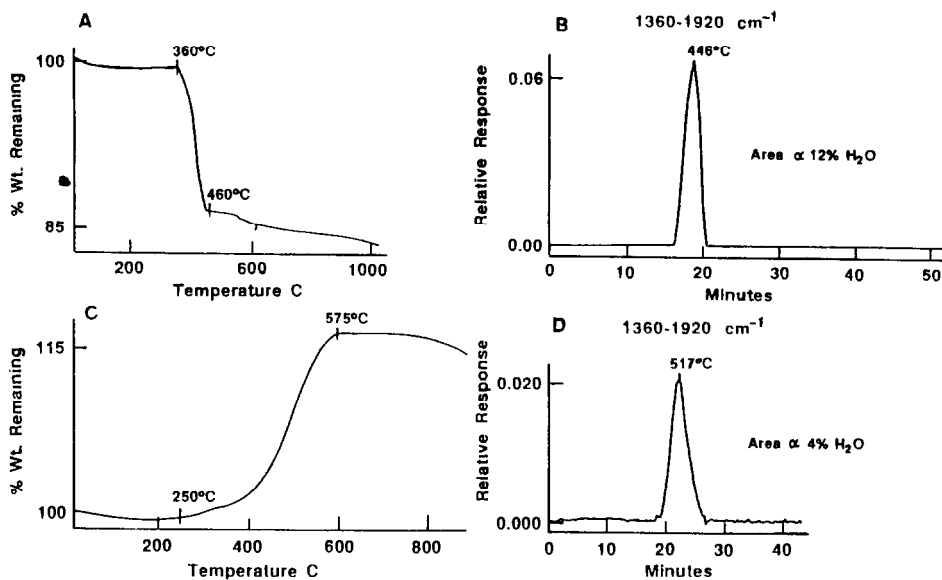 A
360°C
100
% Wt. Remaining
460°C
85
200
600
1000
Temperature C
B
1360-1920 cm⁻¹
446°C
0.06
Relative Response
Area α 12% H₂O
0.00
0
10
20
30
40
50
Minutes
C
575°C
115
% Wt. Remaining
250°C
100
200
400
600
800
Temperature C
D
1360-1920 cm⁻¹
517°C
0.020
Relative Response
Area α 4% H₂O
0.000
0
10
20
30
40
Minutes